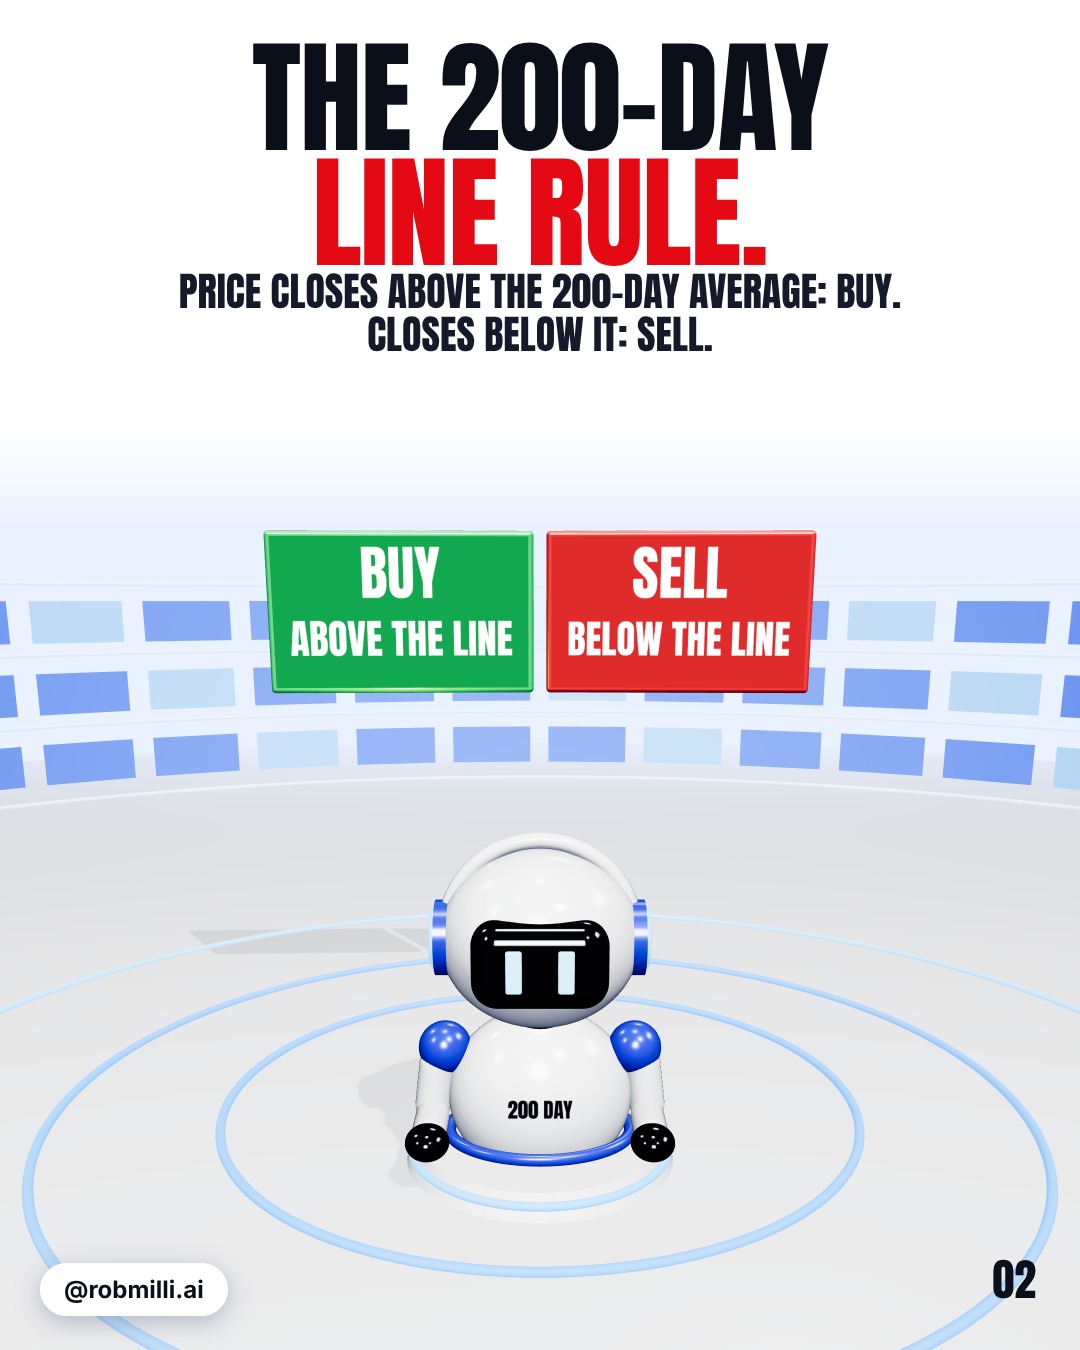 THE 200-DAY
LINE RULE.
PRICE CLOSES ABOVE THE 200-DAY AVERAGE: BUY.
CLOSES BELOW IT: SELL.
BUY
ABOVE THE LINE
SELL
BELOW THE LINE
200 DAY
@robmilli.ai
02